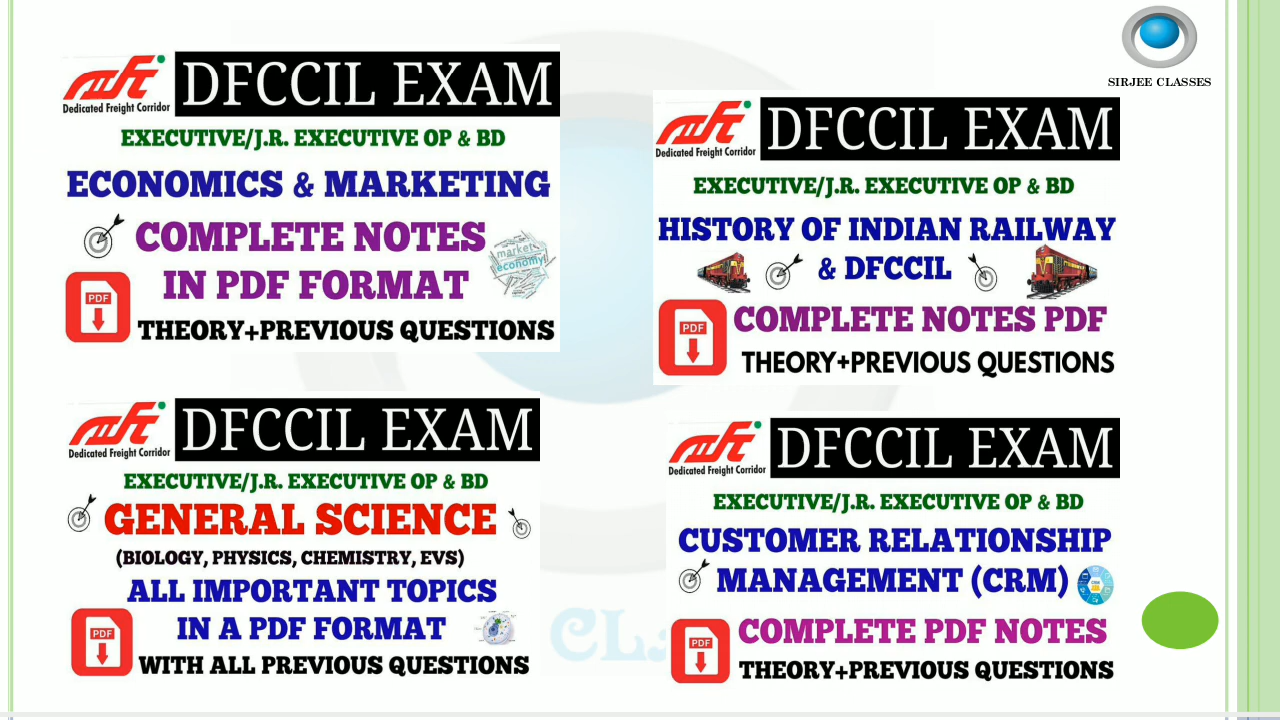 SIRJEE CLASSES
Dedicated Freight Corridor
DFCCIL EXAM
EXECUTIVE/J.R. EXECUTIVE OP & BD
ECONOMICS & MARKETING
COMPLETE NOTES
IN PDF FORMAT
market
economy
PDF
THEORY+PREVIOUS QUESTIONS
Dedicated Freight Corridor
DFCCIL EXAM
EXECUTIVE/J.R. EXECUTIVE OP & BD
HISTORY OF INDIAN RAILWAY
& DFCCIL
PDF
COMPLETE NOTES PDF
THEORY+PREVIOUS QUESTIONS
Dedicated Freight Corridor
DFCCIL EXAM
EXECUTIVE/J.R. EXECUTIVE OP & BD
GENERAL SCIENCE
(BIOLOGY, PHYSICS, CHEMISTRY, EVS)
ALL IMPORTANT TOPICS
IN A PDF FORMAT
PDF
WITH ALL PREVIOUS QUESTIONS
Dedicated Freight Corridor
DFCCIL EXAM
EXECUTIVE/J.R. EXECUTIVE OP & BD
CUSTOMER RELATIONSHIP
MANAGEMENT (CRM)
PDF
COMPLETE PDF NOTES
THEORY+PREVIOUS QUESTIONS